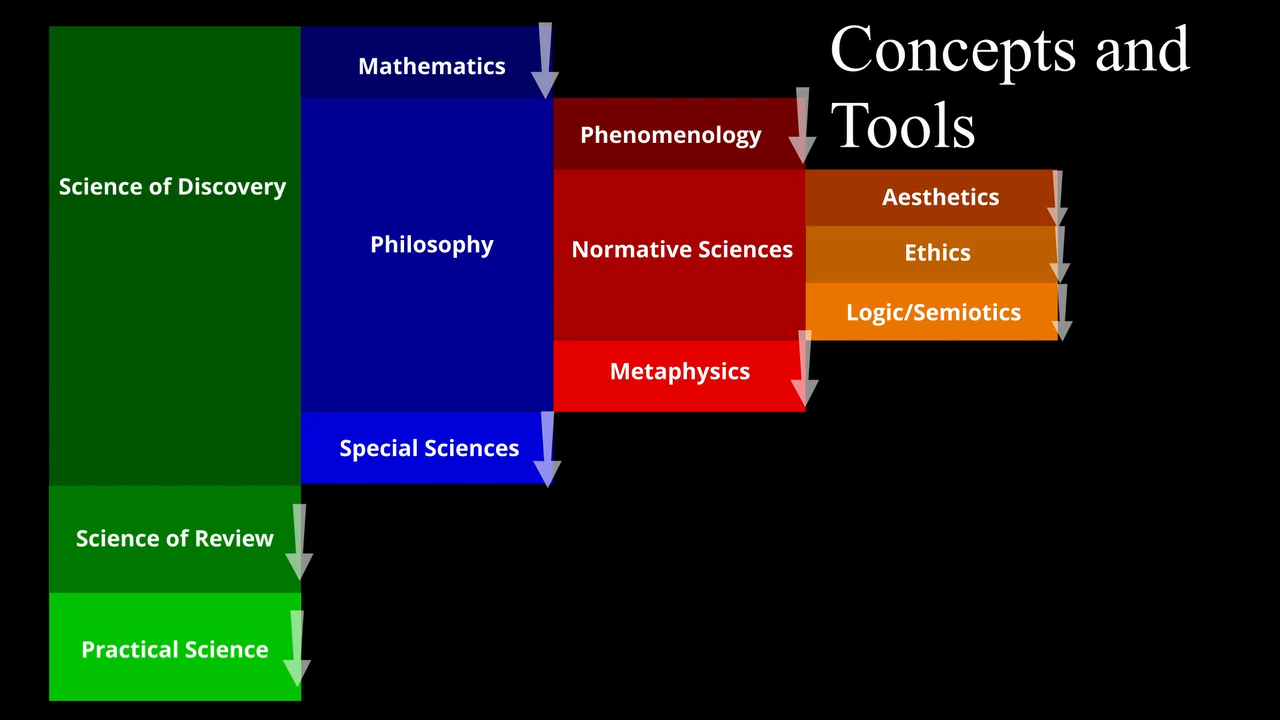 Concepts and
Tools
Science of Discovery
Science of Review
Practical Science
Mathematics
Philosophy
Special Sciences
Phenomenology
Normative Sciences
Metaphysics
Aesthetics
Ethics
Logic/Semiotics